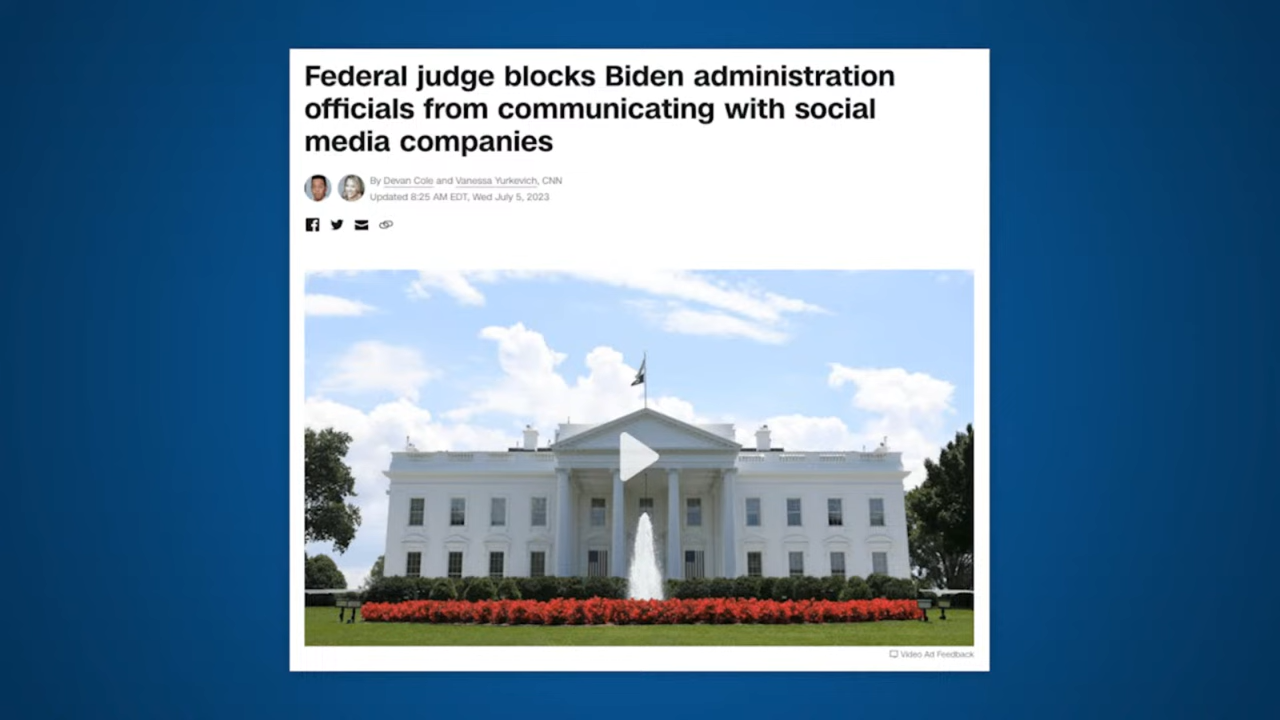 Federal judge blocks Biden administration
officials from communicating with social
media companies
By Devan Cole and Vanessa Yurkevich, CNN
Updated 8:25 AM EDT, Wed July 5, 2023
Video Ad Feedback